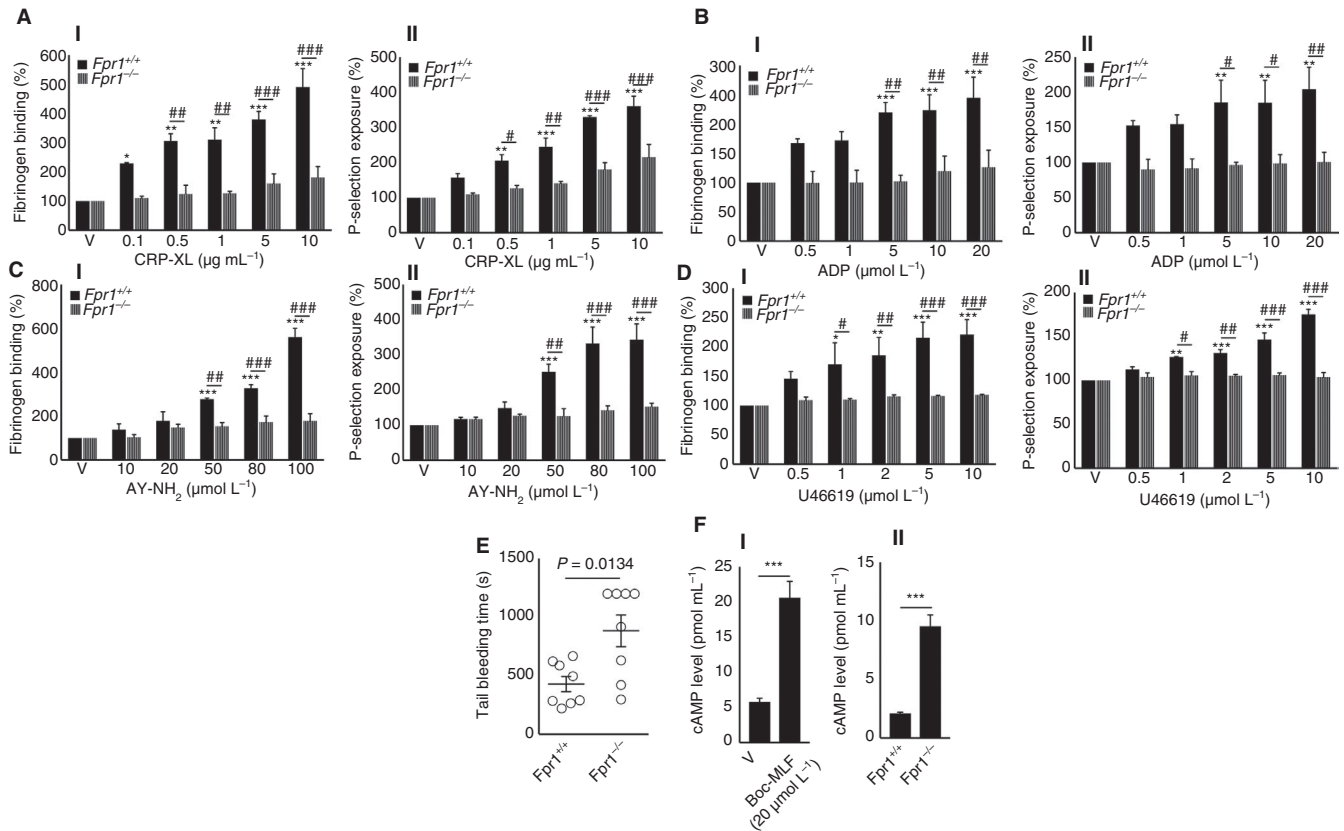 A
I
Fibrinogen binding (%)
600
500
400
300
200
100
0
Fpr1+/+
Fpr1−/−
*
**
##
**
##
***
###
***
###
V 0.1 0.5 1 5 10
CRP-XL (µg mL−1)
II
P-selection exposure (%)
500
400
300
200
100
0
Fpr1+/+
Fpr1−/−
**
#
***
##
***
###
***
###
V 0.1 0.5 1 5 10
CRP-XL (µg mL−1)
B
I
Fibrinogen binding (%)
300
250
200
150
100
50
0
Fpr1+/+
Fpr1−/−
***
##
***
##
***
##
V 0.5 1 5 10 20
ADP (µmol L−1)
II
P-selection exposure (%)
250
200
150
100
50
0
Fpr1+/+
Fpr1−/−
**
#
**
#
**
##
V 0.5 1 5 10 20
ADP (µmol L−1)
C
I
Fibrinogen binding (%)
800
600
400
200
0
Fpr1+/+
Fpr1−/−
***
##
***
###
***
###
V 10 20 50 80 100
AY-NH2 (µmol L−1)
II
P-selection exposure (%)
500
400
300
200
100
0
Fpr1+/+
Fpr1−/−
***
##
***
###
***
###
V 10 20 50 80 100
AY-NH2 (µmol L−1)
D
I
Fibrinogen binding (%)
300
250
200
150
100
50
0
Fpr1+/+
Fpr1−/−
*
#
**
##
***
###
***
###
V 0.5 1 2 5 10
U46619 (µmol L−1)
II
P-selection exposure (%)
200
150
100
50
0
Fpr1+/+
Fpr1−/−
**
#
***
##
***
###
***
###
V 0.5 1 2 5 10
U46619 (µmol L−1)
E
Tail bleeding time (s)
1500
1000
500
0
P = 0.0134
Fpr1+/+
Fpr1−/−
F
I
cAMP level (pmol mL−1)
25
20
15
10
5
0
***
V
Boc-MLF
(20 µmol L−1)
II
cAMP level (pmol mL−1)
15
10
5
0
***
Fpr1+/+
Fpr1−/−